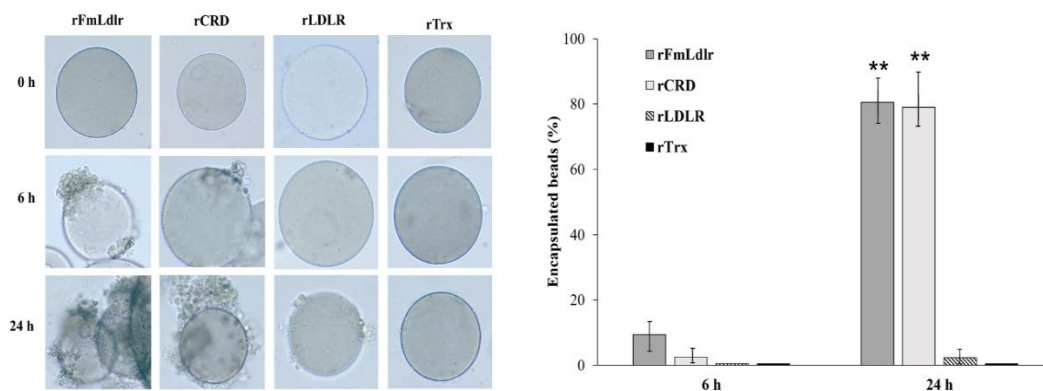 rFmLdlr rCRD rLDLR rTrx
0 h
6 h
24 h
100
80
60
40
20
0
Encapsulated beads (%)
rFmLdlr
rCRD
rLDLR
rTrx
** **
6 h 24 h